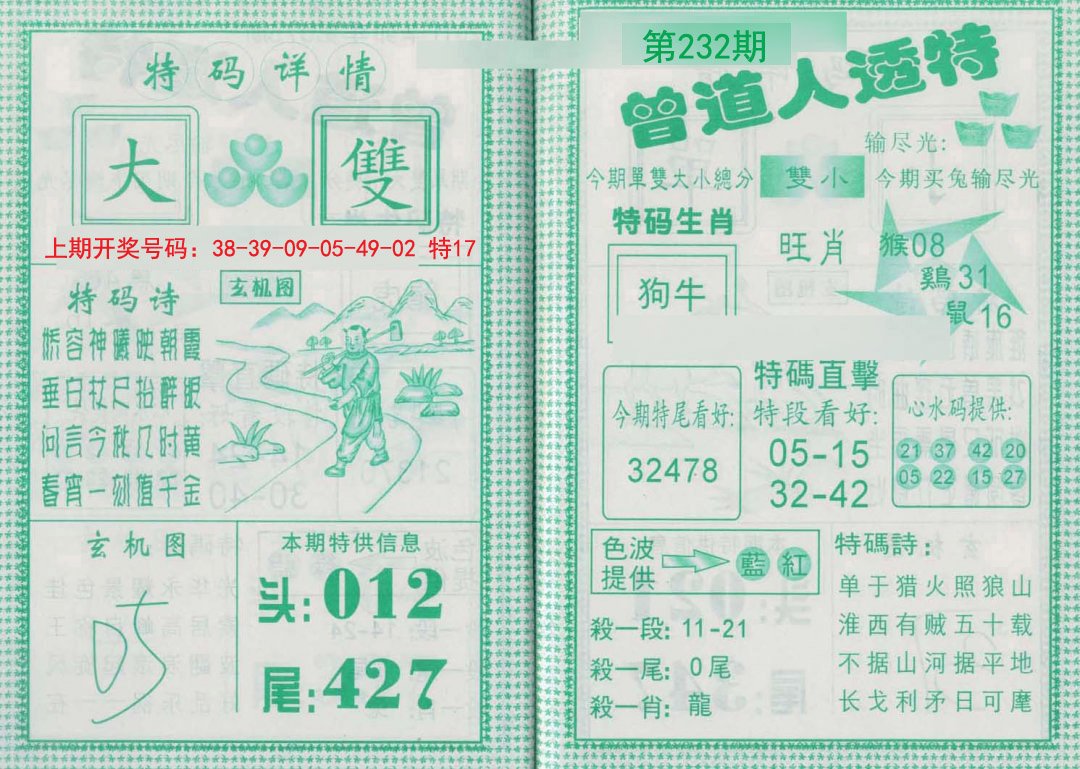 特码详情
大
雙
上期开奖号码：38-39-09-05-49-02 特17
特码诗
娇容神曦映朝霞
垂白杖尺抬醉眼
问言今秋几时黄
春宵一刻值千金
玄机图
玄机图
05
本期特供信息
头:012
尾:427
第232期
曾道人透特
输尽光:
今期單雙大小總分
雙小
今期买兔输尽光
特码生肖
狗牛
旺肖
猴08
鷄31
鼠16
今期特尾看好:
32478
特碼直擊
特段看好:
05-15
32-42
心水码提供:
21 37 42 20
05 22 15 27
色波
提供
藍 紅
殺一段: 11-21
殺一尾: 0尾
殺一肖: 龍
特碼詩:
单于猎火照狼山
淮西有贼五十载
不据山河据平地
长戈利矛日可麾